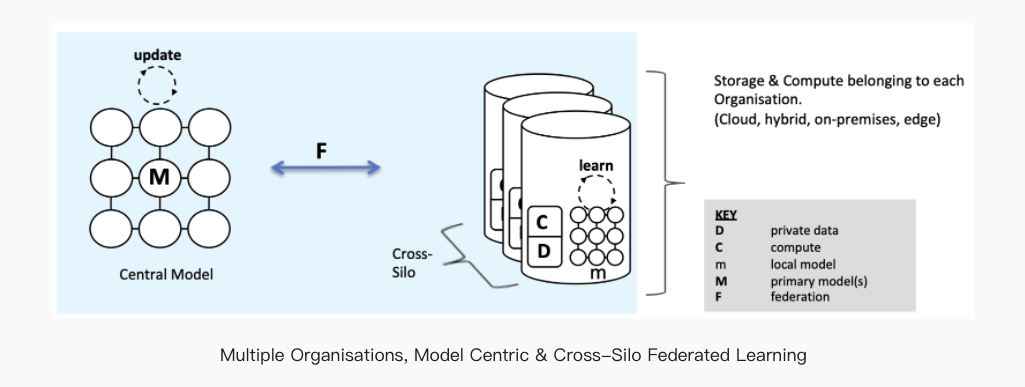 update
M
Central Model
F
Cross-
Silo
learn
C
D
m
Storage & Compute belonging to each
Organisation.
(Cloud, hybrid, on-premises, edge)
KEY
D private data
C compute
m local model
M primary model(s)
F federation
Multiple Organisations, Model Centric & Cross–Silo Federated Learning